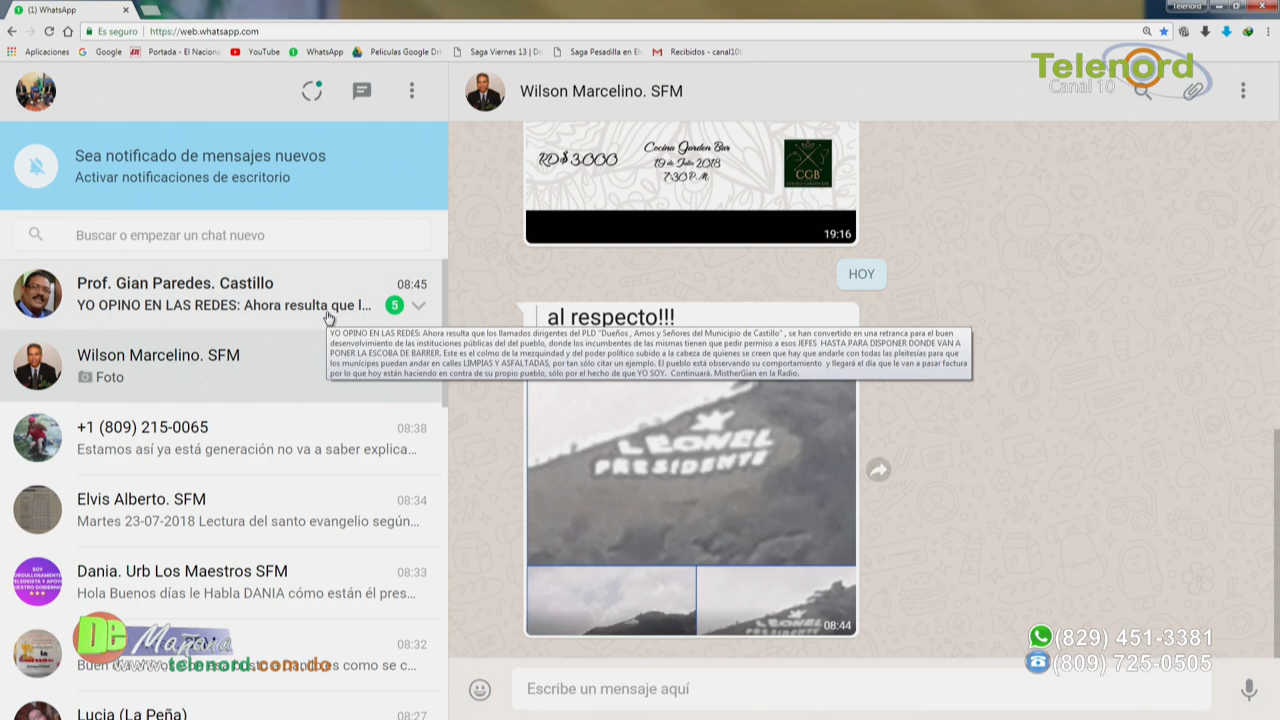 (1) WhatsApp
Telenord
Es seguro
https://web.whatsapp.com
Aplicaciones
Google
Portada - El Naciona
YouTube
WhatsApp
Peliculas Google Dri
Saga Viernes 13 | Do
Saga Pesadilla en El
Recibidos - canal10
Telenord
Canal 10
Wilson Marcelino. SFM
Sea notificado de mensajes nuevos
Activar notificaciones de escritorio
Buscar o empezar un chat nuevo
Prof. Gian Paredes. Castillo
08:45
YO OPINO EN LAS REDES: Ahora resulta que l...
5
Wilson Marcelino. SFM
Foto
+1 (809) 215-0065
08:38
Estamos así ya está generación no va a saber explica...
Elvis Alberto. SFM
08:34
Martes 23-07-2018 Lectura del santo evangelio según...
Dania. Urb Los Maestros SFM
08:33
Hola Buenos días le Habla DANIA cómo están él pres...
08:32
como se c...
Lucia (La Peña)
08:27
De Mañana
www.telenord.com.do
RD$ 3,000
Cocina Garden Bar
19 de Julio 2018
7:30 P.M.
CGB
19:16
HOY
al respecto!!!
YO OPINO EN LAS REDES: Ahora resulta que los llamados dirigentes del PLD "Dueños , Amos y Señores del Municipio de Castillo" , se han convertido en una retranca para el buen
desenvolvimiento de las instituciones públicas del del pueblo, donde los incumbentes de las mismas tienen que pedir permiso a esos JEFES HASTA PARA DISPONER DONDE VAN A
PONER LA ESCOBA DE BARRER. Este es el colmo de la mezquindad y del poder político subido a la cabeza de quienes se creen que hay que andarle con todas las pleitesías para que
los munícipes puedan andar en calles LIMPIAS Y ASFALTADAS, por tan sólo citar un ejemplo. El pueblo está observando su comportamiento y llegará el día que le van a pasar factura
por lo que hoy están haciendo en contra de su propio pueblo, sólo por el hecho de que YO SOY. Continuará. MistherGian en la Radio.
LEONEL
PRESIDENTE
LEONEL
PRESIDENTE
08:44
(829) 451-3381
(809) 725-0505
Escribe un mensaje aquí